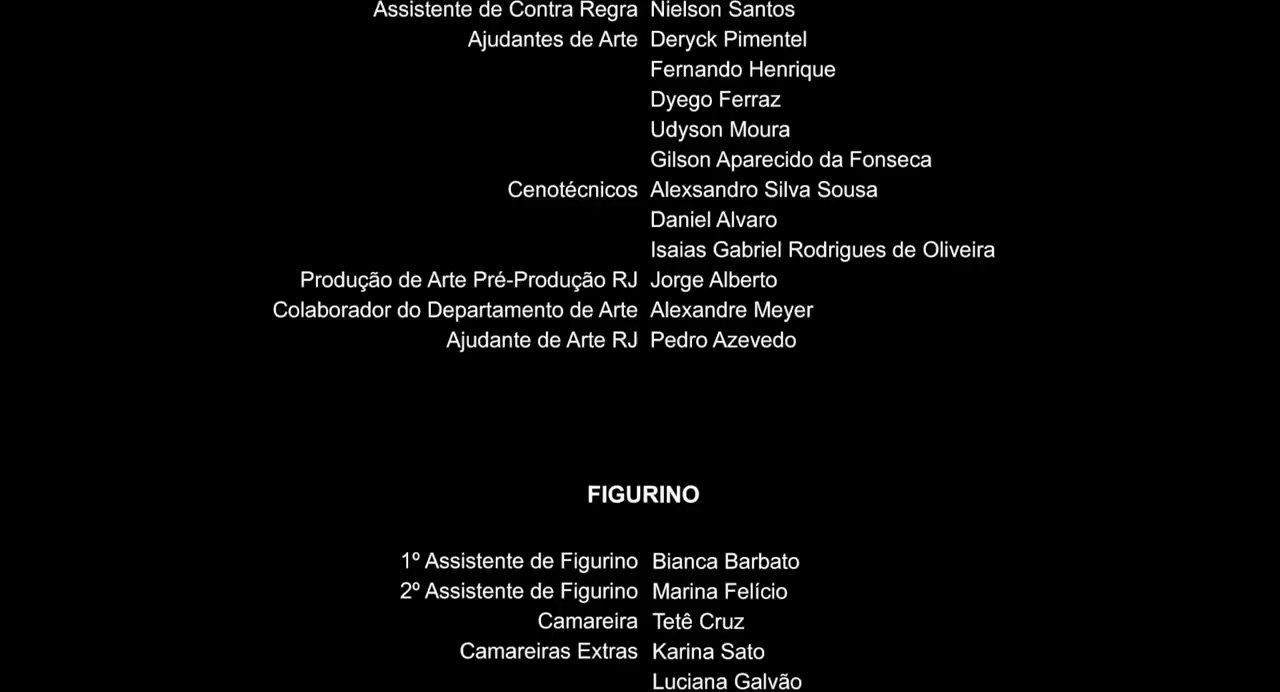 Assistente de Contra Regra Nielson Santos
Ajudantes de Arte Deryck Pimentel
Fernando Henrique
Dyego Ferraz
Udyson Moura
Gilson Aparecido da Fonseca
Cenotécnicos Alexsandro Silva Sousa
Daniel Alvaro
Isaias Gabriel Rodrigues de Oliveira
Produção de Arte Pré-Produção RJ Jorge Alberto
Colaborador do Departamento de Arte Alexandre Meyer
Ajudante de Arte RJ Pedro Azevedo
FIGURINO
1º Assistente de Figurino Bianca Barbato
2º Assistente de Figurino Marina Felício
Camareira Tetê Cruz
Camareiras Extras Karina Sato
Luciana Galvão